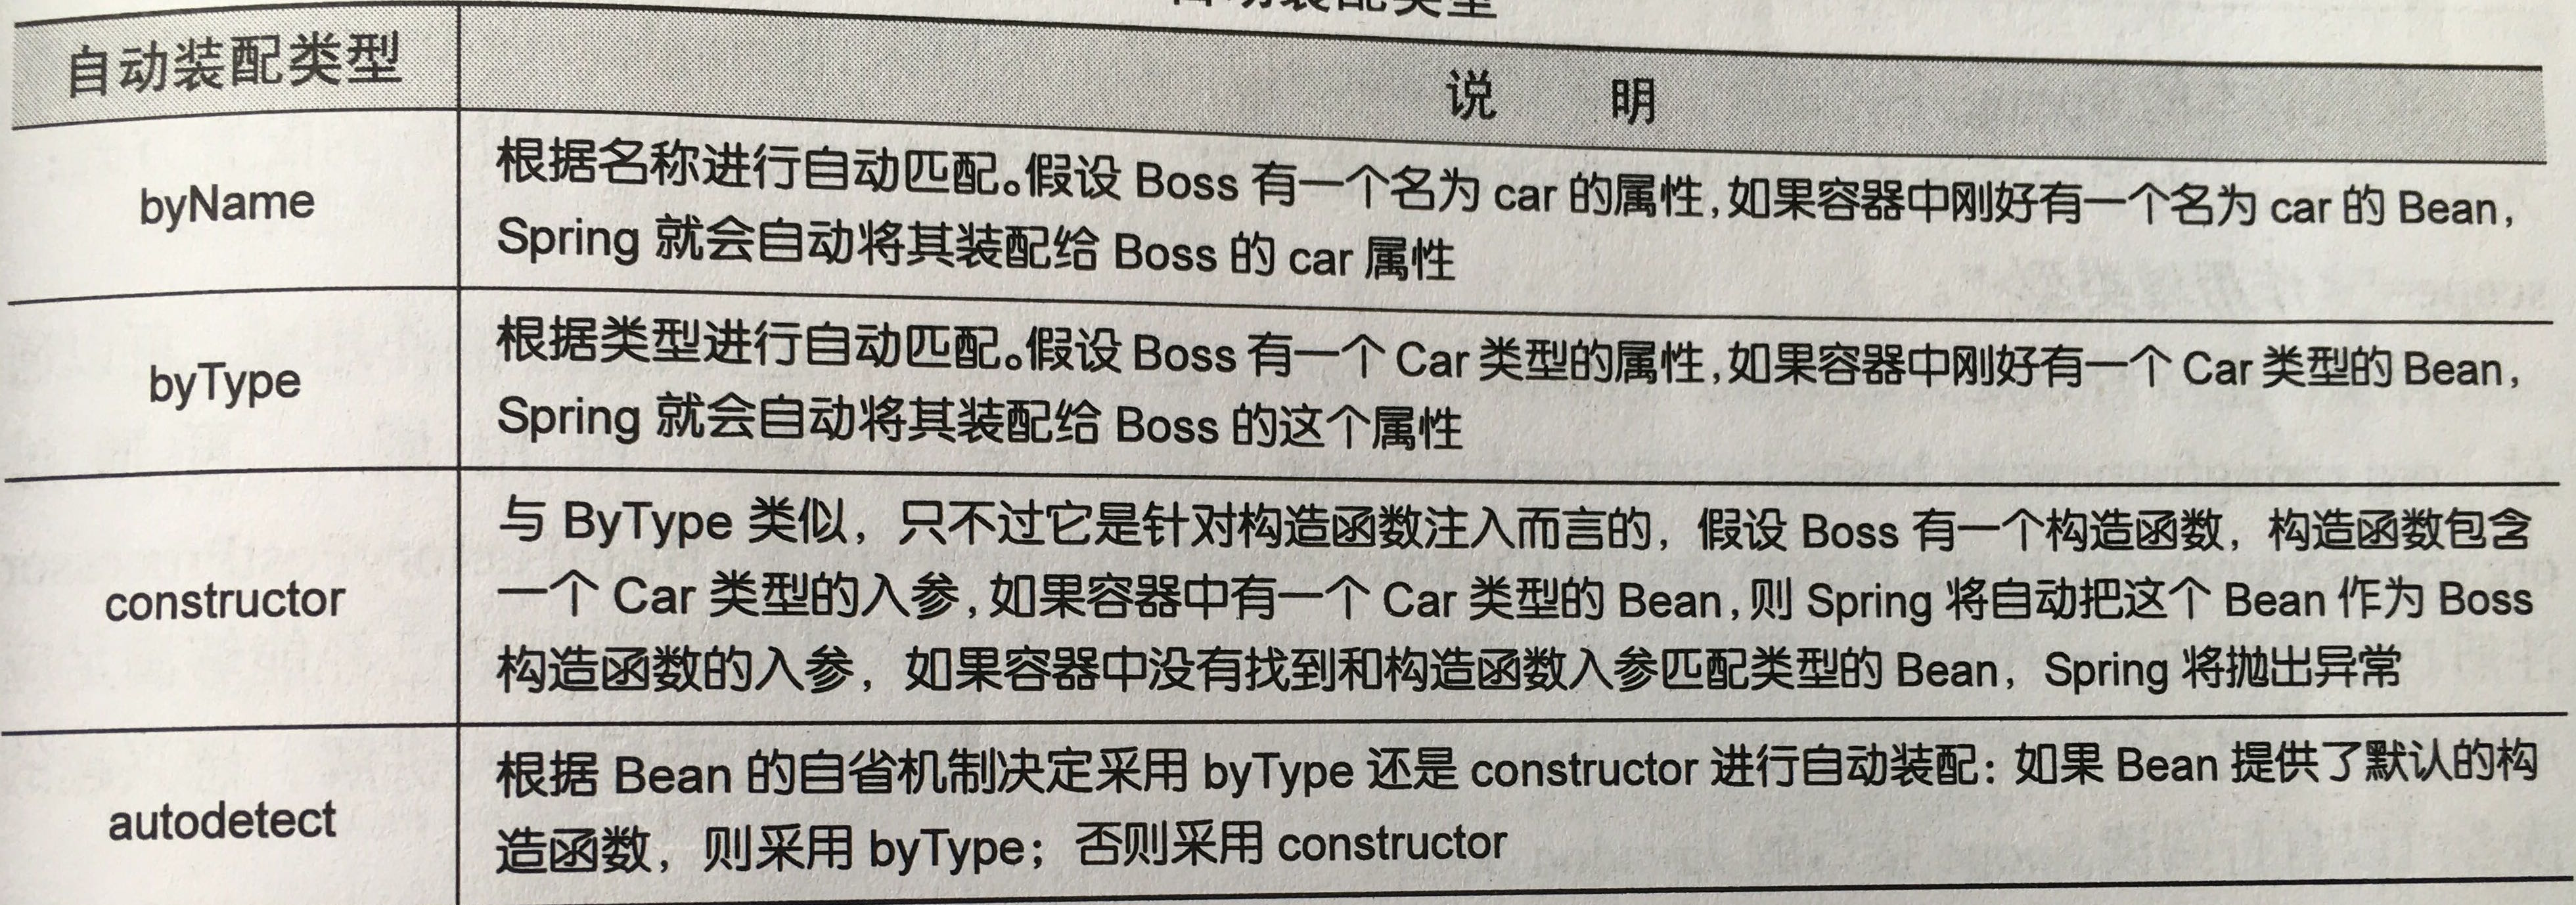 自动装配类型
自动装配类型
说 明
byName
根据名称进行自动匹配。假设 Boss 有一个名为 car 的属性,如果容器中刚好有一个名为 car 的 Bean,
Spring 就会自动将其装配给 Boss 的 car 属性
byType
根据类型进行自动匹配。假设 Boss 有一个 Car 类型的属性,如果容器中刚好有一个 Car 类型的 Bean,
Spring 就会自动将其装配给 Boss 的这个属性
constructor
与 ByType 类似，只不过它是针对构造函数注入而言的，假设 Boss 有一个构造函数，构造函数包含
一个 Car 类型的入参,如果容器中有一个 Car 类型的 Bean,则 Spring 将自动把这个 Bean 作为 Boss
构造函数的入参，如果容器中没有找到和构造函数入参匹配类型的 Bean，Spring 将抛出异常
autodetect
根据 Bean 的自省机制决定采用 byType 还是 constructor 进行自动装配：如果 Bean 提供了默认的构
造函数，则采用 byType；否则采用 constructor